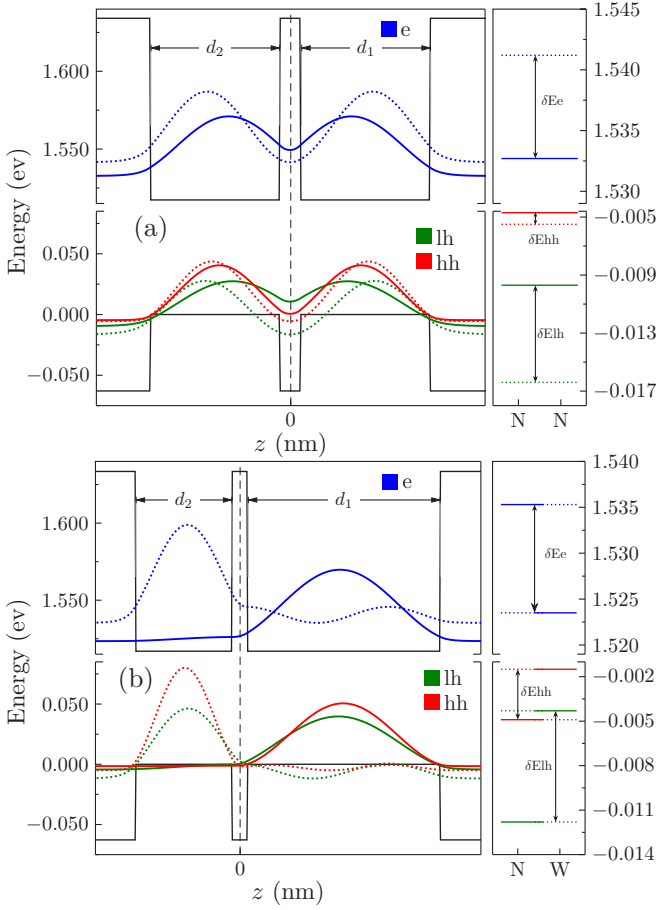 1.600
1.550
d₂
d₁
e
δEe
1.545
1.540
1.535
1.530
Energy (ev)
(a)
lh
hh
0.050
0.000
−0.050
δEhh
δElh
−0.005
−0.009
−0.013
−0.017
0
N
N
z (nm)
1.600
1.550
d₂
d₁
e
δEe
1.540
1.535
1.530
1.525
1.520
Energy (ev)
(b)
lh
hh
0.050
0.000
−0.050
δEhh
δElh
−0.002
−0.005
−0.008
−0.011
−0.014
0
N
W
z (nm)